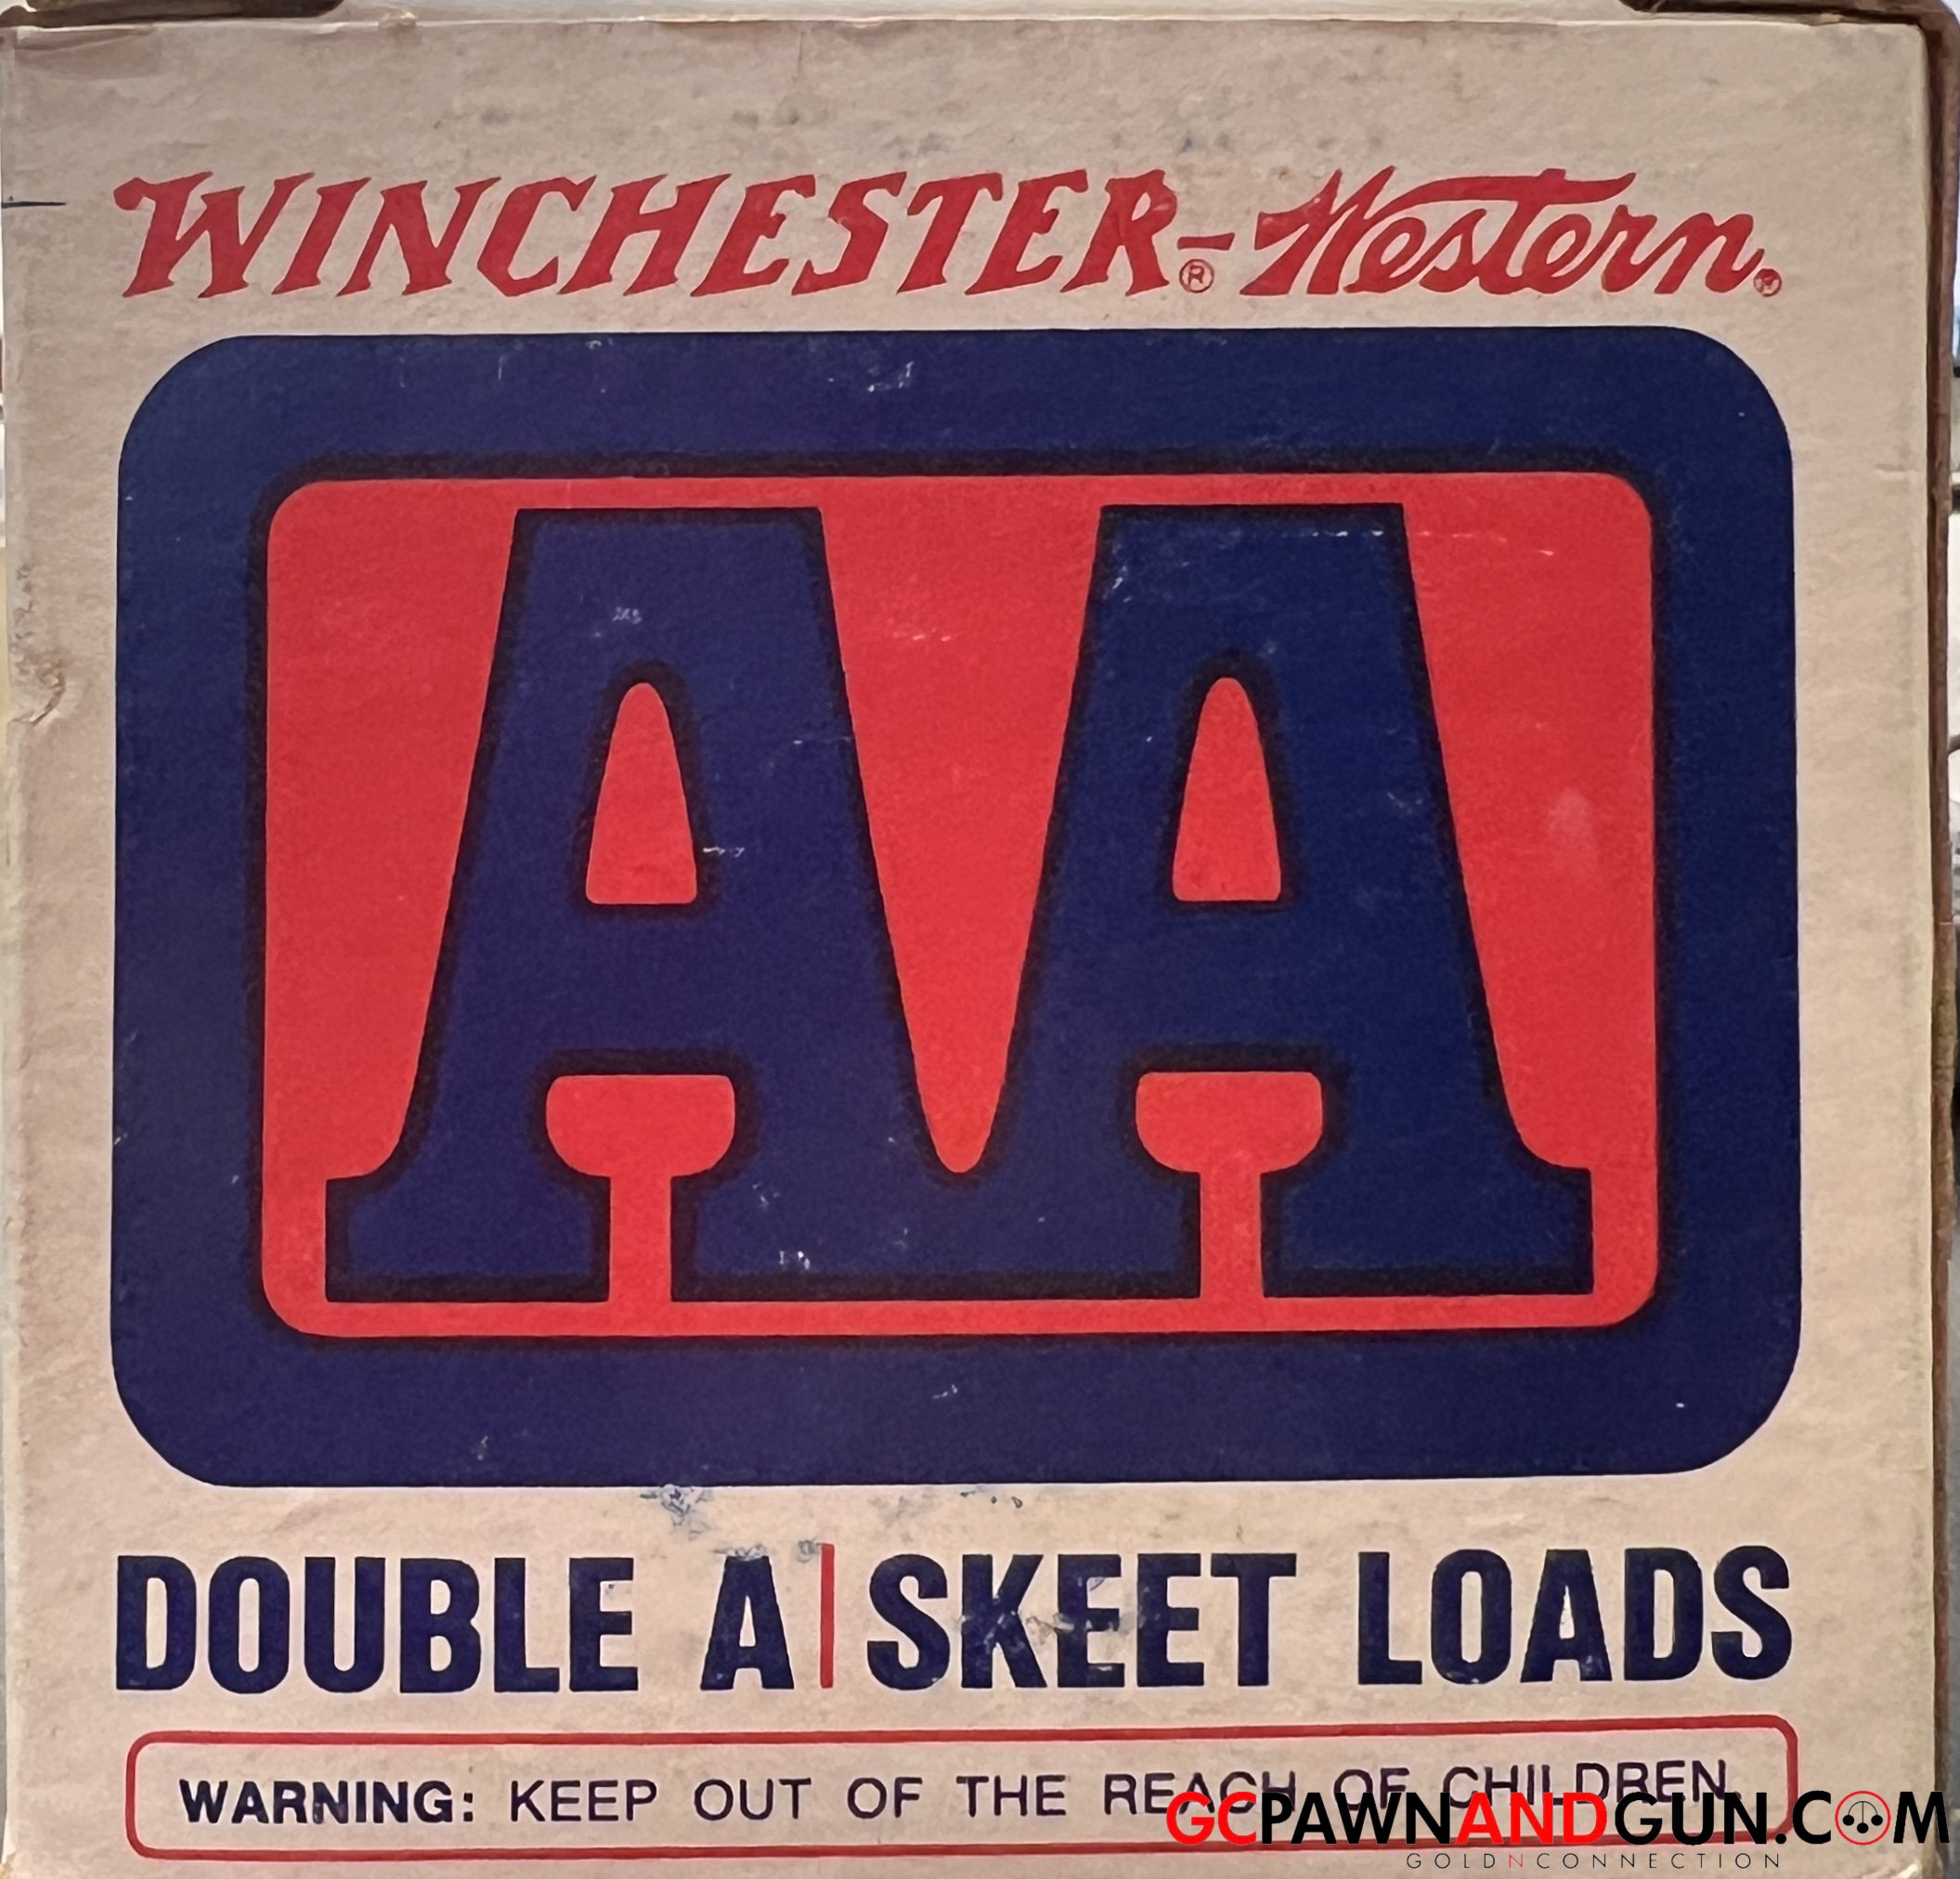 WINCHESTER®-Western®
AA
DOUBLE A|SKEET LOADS
WARNING: KEEP OUT OF THE REACH OF CHILDREN.
GCPAWNANDGUN.COM
GOLDNCONNECTION